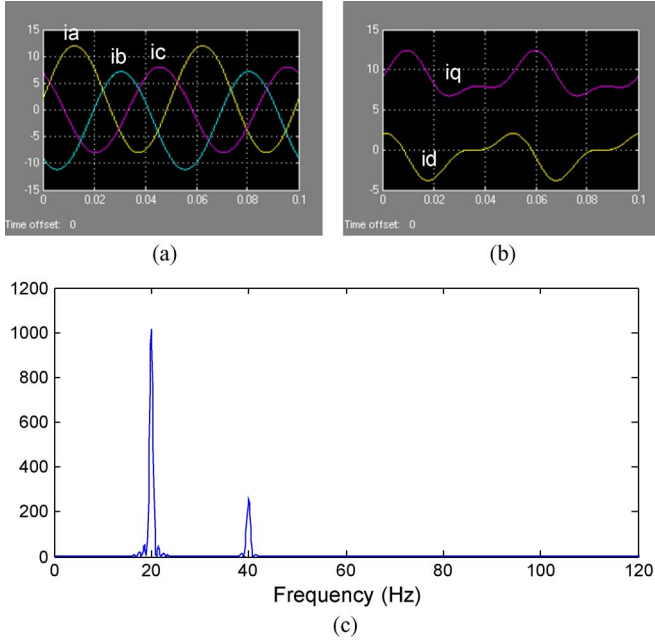 15
10
5
0
-5
-10
-15
ia
ib
ic
0 0.02 0.04 0.06 0.08 0.1
Time offset: 0
(a)
15
10
5
0
-5
iq
id
0 0.02 0.04 0.06 0.08 0.1
Time offset: 0
(b)
1200
1000
800
600
400
200
0
0 20 40 60 80 100 120
Frequency (Hz)
(c)